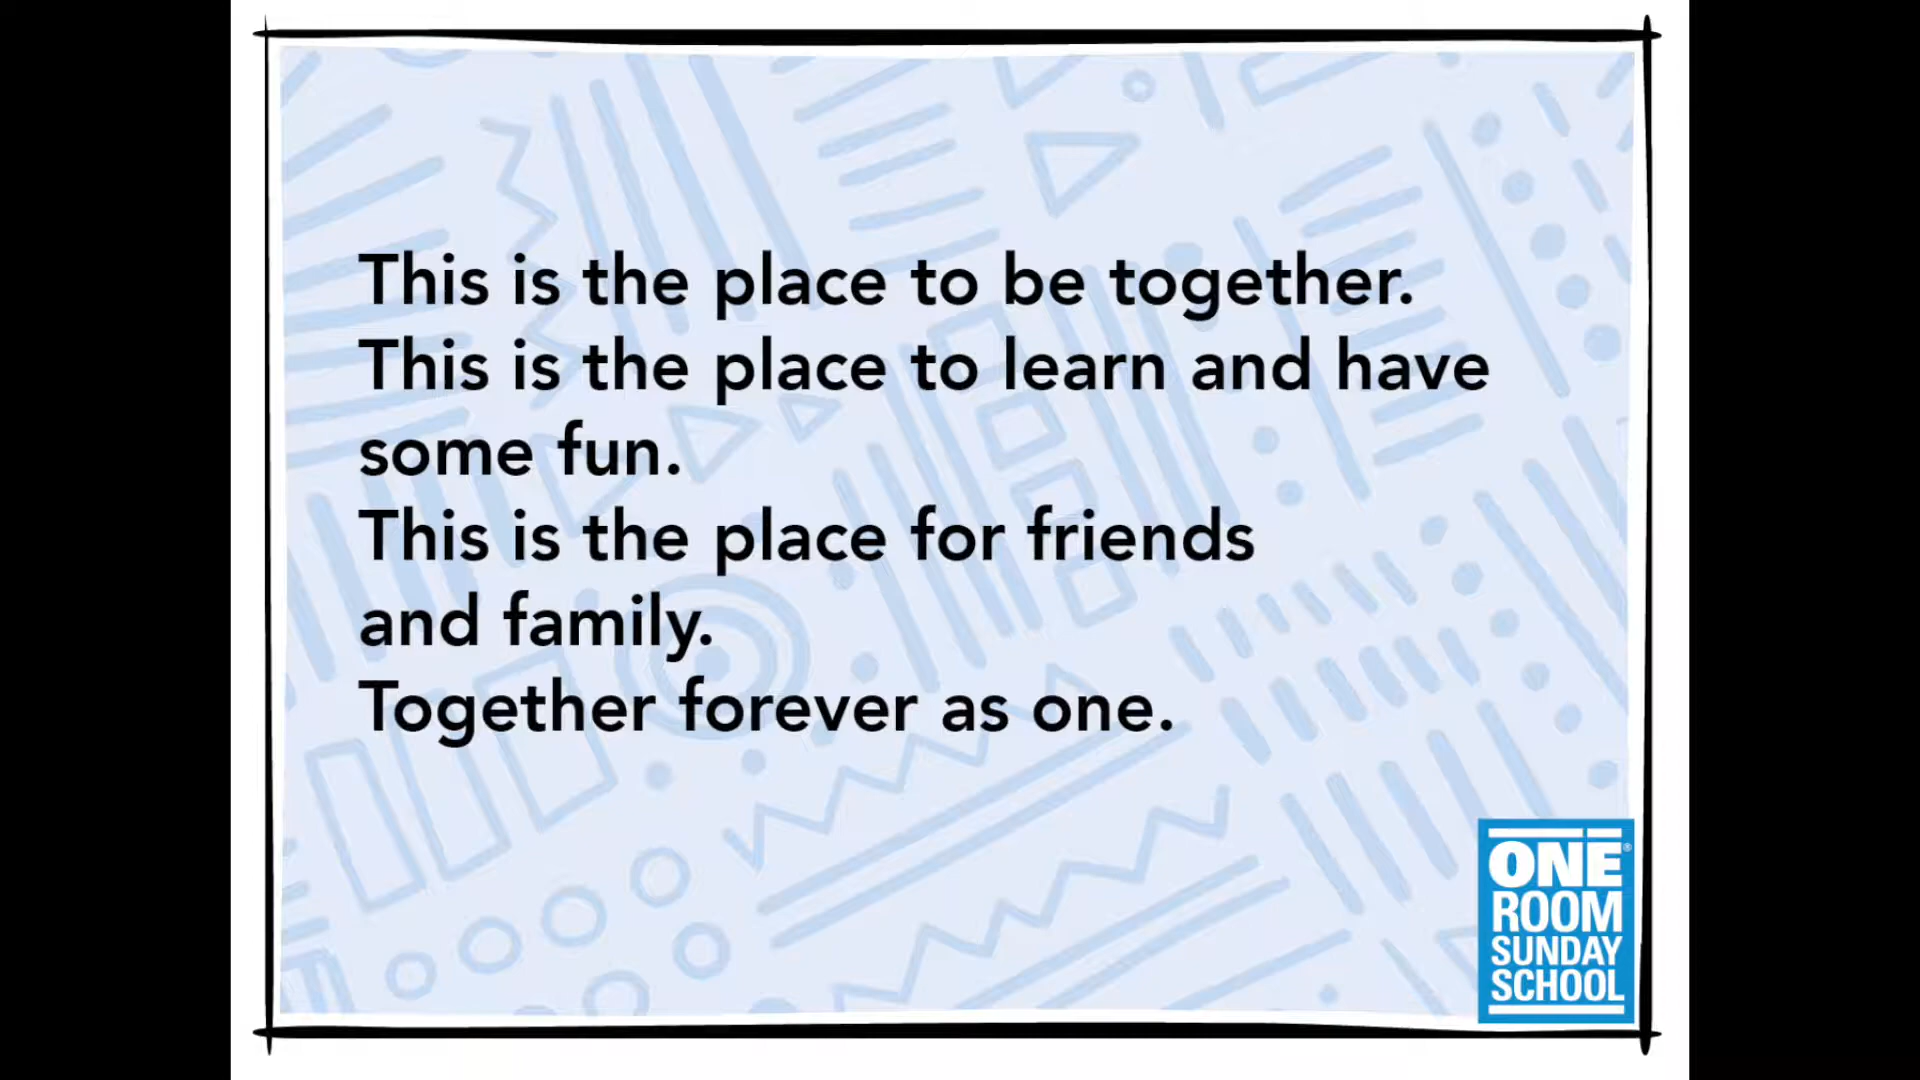 This is the place to be together.
This is the place to learn and have
some fun.
This is the place for friends
and family.
Together forever as one.
ONE®
ROOM
SUNDAY
SCHOOL